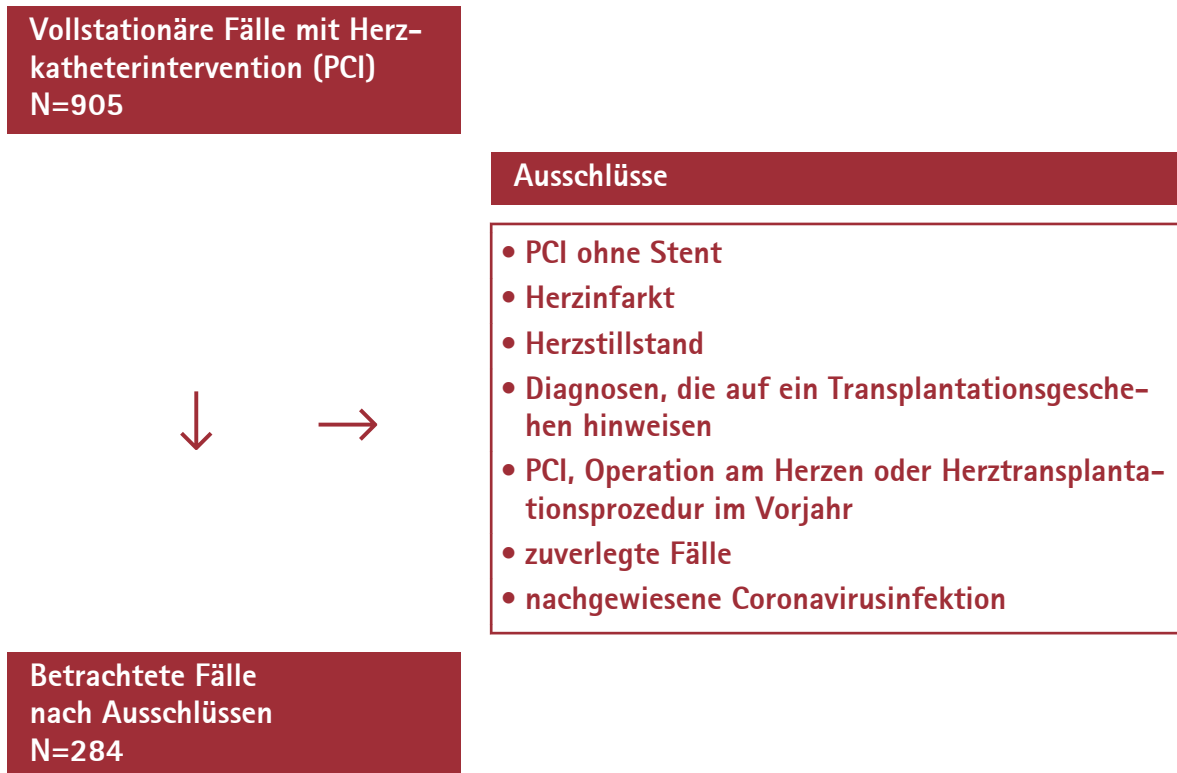 Vollstationäre Fälle mit Herz-
katheterintervention (PCI)
N=905
Ausschlüsse
• PCI ohne Stent
• Herzinfarkt
• Herzstillstand
• Diagnosen, die auf ein Transplantationsgesche-
hen hinweisen
• PCI, Operation am Herzen oder Herztransplanta-
tionsprozedur im Vorjahr
• zuverlegte Fälle
• nachgewiesene Coronavirusinfektion
Betrachtete Fälle
nach Ausschlüssen
N=284